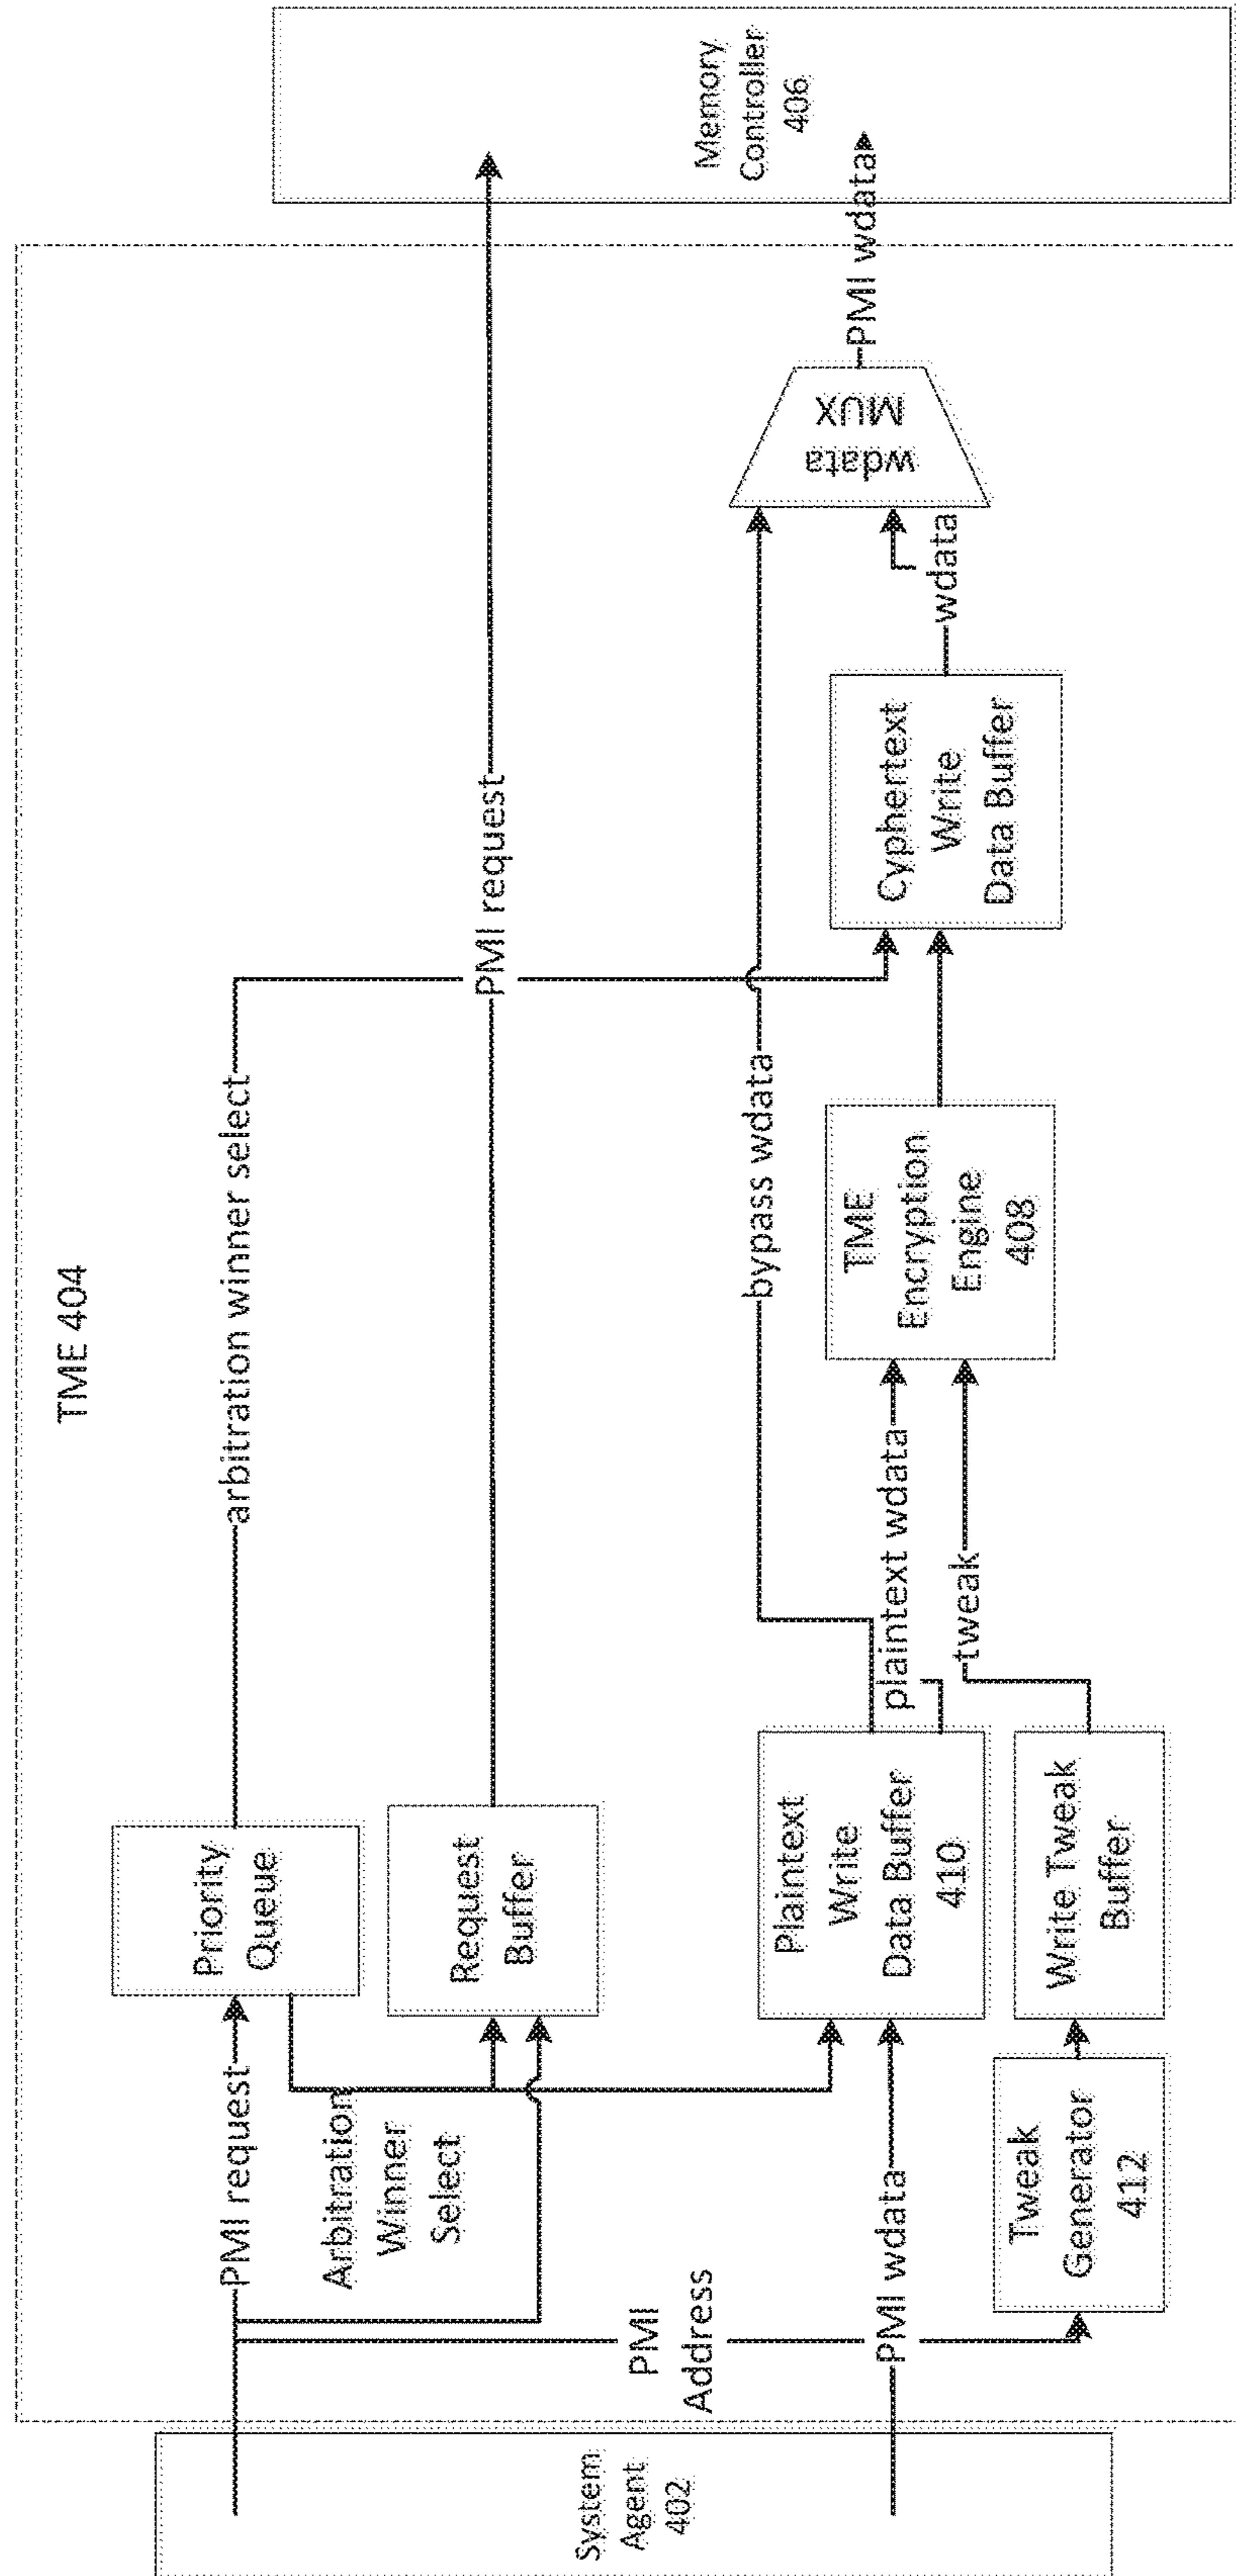 TME 404
System
Agent
402
PMI request
Priority
Queue
arbitration winner select
Arbitration
Winner
Select
Request
Buffer
PMI request
PMI
Address
PMI wdata
Plaintext
Write
Data Buffer
410
bypass wdata
plaintext wdata
tweak
Tweak
Generator
412
Write Tweak
Buffer
TME
Encryption
Engine
408
Cyphertext
Write
Data Buffer
wdata
wdata
MUX
PMI wdata
Memory
Controller
406